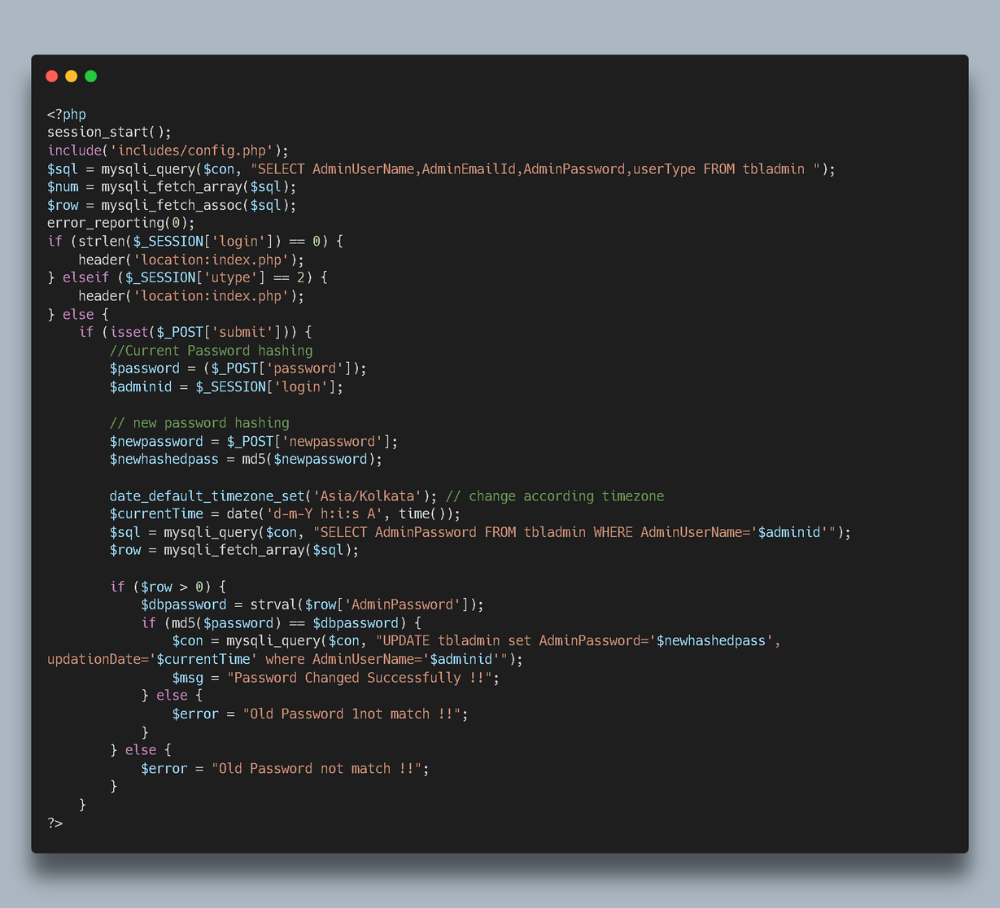 <?php
session_start();
include('includes/config.php');
$sql = mysqli_query($con, "SELECT AdminUserName,AdminEmailId,AdminPassword,userType FROM tbladmin ");
$num = mysqli_fetch_array($sql);
$row = mysqli_fetch_assoc($sql);
error_reporting(0);
if (strlen($_SESSION['login']) == 0) {
    header('location:index.php');
} elseif ($_SESSION['utype'] == 2) {
    header('location:index.php');
} else {
    if (isset($_POST['submit'])) {
        //Current Password hashing
        $password = ($_POST['password']);
        $adminid = $_SESSION['login'];

        // new password hashing
        $newpassword = $_POST['newpassword'];
        $newhashedpass = md5($newpassword);

        date_default_timezone_set('Asia/Kolkata'); // change according timezone
        $currentTime = date('d-m-Y h:i:s A', time());
        $sql = mysqli_query($con, "SELECT AdminPassword FROM tbladmin WHERE AdminUserName='$adminid'");
        $row = mysqli_fetch_array($sql);

        if ($row > 0) {
            $dbpassword = strval($row['AdminPassword']);
            if (md5($password) == $dbpassword) {
                $con = mysqli_query($con, "UPDATE tbladmin set AdminPassword='$newhashedpass',
updationDate='$currentTime' where AdminUserName='$adminid'");
                $msg = "Password Changed Successfully !!";
            } else {
                $error = "Old Password 1not match !!";
            }
        } else {
            $error = "Old Password not match !!";
        }
    }
?>